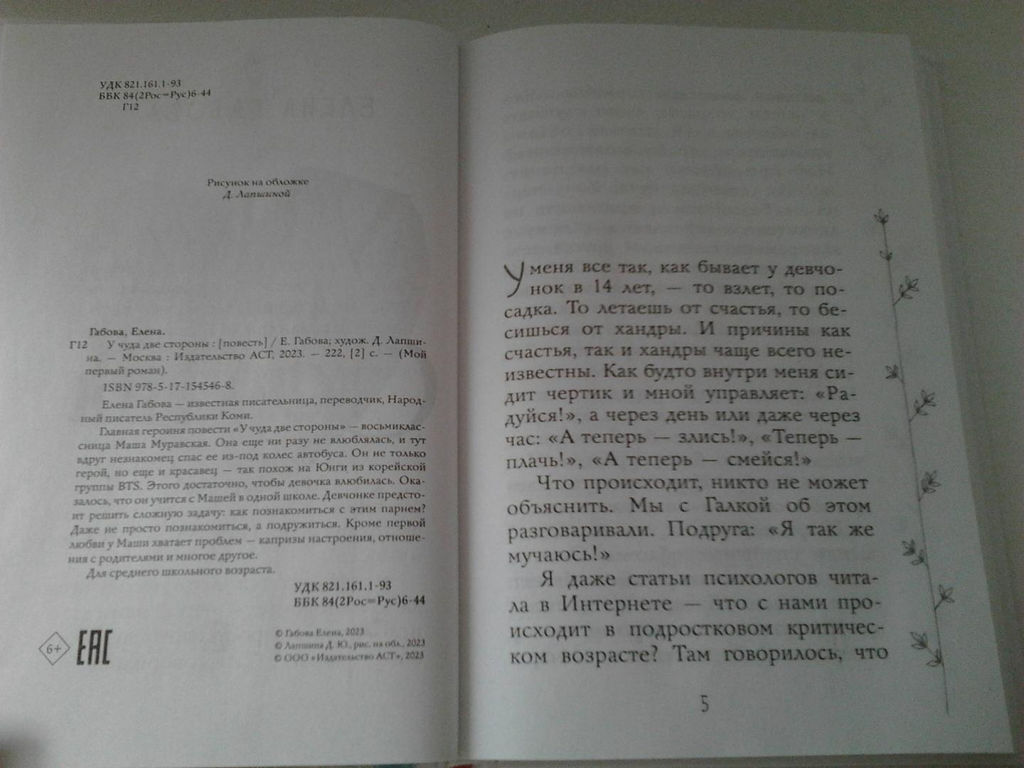 УДК 821.161.1-93
ББК 84(2Рос=Рус)6-44
Г12
Рисунок на обложке
Д. Лапшиной
Габова, Елена.
Г12 У чуда две стороны : [повесть] / Е. Габова; худож. Д. Лапши-
на. — Москва : Издательство АСТ, 2023. — 222, [2] с. — (Мой
первый роман).
ISBN 978-5-17-154546-8.
Елена Габова — известная писательница, переводчик, Народ-
ный писатель Республики Коми.
Главная героиня повести «У чуда две стороны» — восьмиклас-
сница Маша Муравская. Она еще ни разу не влюблялась, и тут
вдруг незнакомец спас ее из-под колес автобуса. Он не только
герой, но еще и красавец — так похож на Юнги из корейской
группы BTS. Этого достаточно, чтобы девочка влюбилась. Ока-
залось, что он учится с Машей в одной школе. Девчонке предсто-
ит решить сложную задачу: как познакомиться с этим парнем?
Даже не просто познакомиться, а подружиться. Кроме первой
любви у Маши хватает проблем — капризы настроения, отноше-
ния с родителями и многое другое.
Для среднего школьного возраста.
УДК 821.161.1-93
ББК 84(2Рос=Рус)6-44
© Габова Елена, 2023
© Лапшина Д. Ю., рис. на обл., 2023
© ООО «Издательство АСТ», 2023
6+ ЕАС
У меня все так, как бывает у девчо-
нок в 14 лет, — то взлет, то по-
садка. То летаешь от счастья, то бе-
сишься от хандры. И причины как
счастья, так и хандры чаще всего не-
известны. Как будто внутри меня си-
дит чертик и мной управляет: «Ра-
дуйся!», а через день или даже через
час: «А теперь — злись!», «Теперь —
плачь!», «А теперь — смейся!»
Что происходит, никто не может
объяснить. Мы с Галкой об этом
разговаривали. Подруга: «Я так же
мучаюсь!»
Я даже статьи психологов чита-
ла в Интернете — что с нами про-
исходит в подростковом критичес-
ком возрасте? Там говорилось, что
5